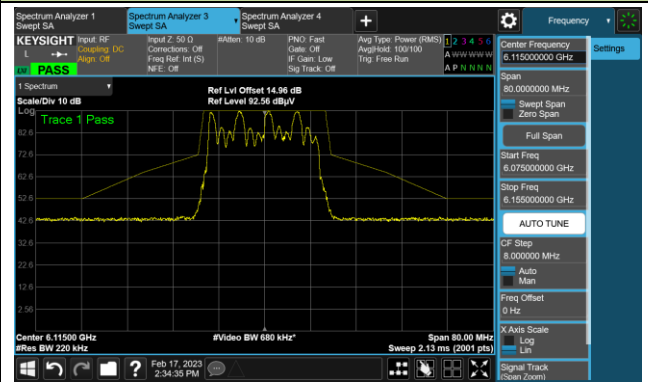 Spectrum Analyzer 1
Swept SA
Spectrum Analyzer 3
Swept SA
Spectrum Analyzer 4
Swept SA
+
Frequency
KEYSIGHT
L
LXI
PASS
Input: RF
Coupling: DC
Align: Off
Input Z: 50 Ω
Corrections: Off
Freq Ref: Int (S)
NFE: Off
#Atten: 10 dB
PNO: Fast
Gate: Off
IF Gain: Low
Sig Track: Off
Avg Type: Power (RMS)
Avg|Hold: 100/100
Trig: Free Run
1 2 3 4 5 6
A W W W W W
A P N N N N
1 Spectrum
Scale/Div 10 dB
Ref Lvl Offset 14.96 dB
Ref Level 92.56 dBµV
Log
Trace 1 Pass
82.6
72.6
62.6
52.6
42.6
32.6
22.6
12.6
2.56
Center 6.11500 GHz
#Res BW 220 kHz
#Video BW 680 kHz*
Span 80.00 MHz
Sweep 2.13 ms (2001 pts)
Center Frequency
6.115000000 GHz
Settings
Span
80.0000000 MHz
Swept Span
Zero Span
Full Span
Start Freq
6.075000000 GHz
Stop Freq
6.155000000 GHz
AUTO TUNE
CF Step
8.000000 MHz
Auto
Man
Freq Offset
0 Hz
X Axis Scale
Log
Lin
Signal Track
(Span Zoom)
?
Feb 17, 2023
2:34:35 PM